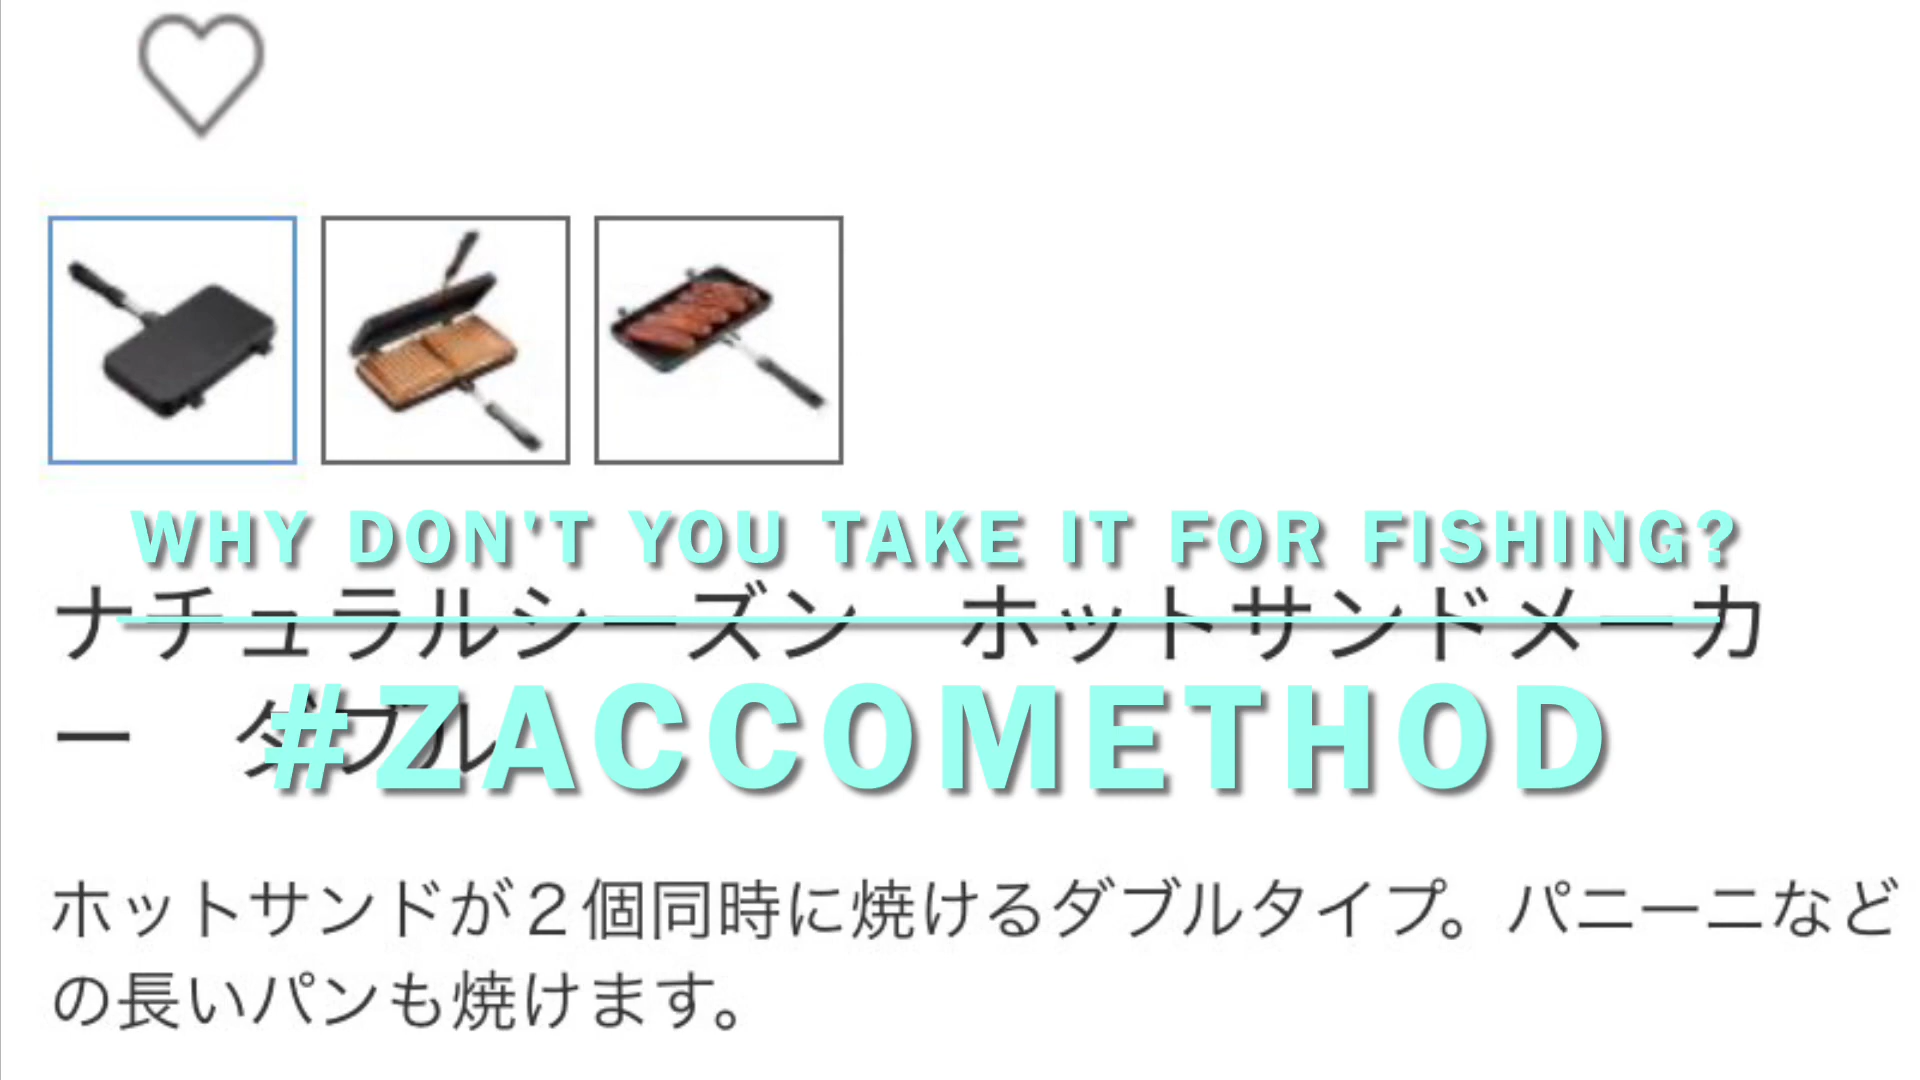 WHY DON'T YOU TAKE IT FOR FISHING?
ナチュラルシーズン　ホットサンドメーカ
ー　ダブル
#ZACCOMETHOD
ホットサンドが２個同時に焼けるダブルタイプ。パニーニなど
の長いパンも焼けます。